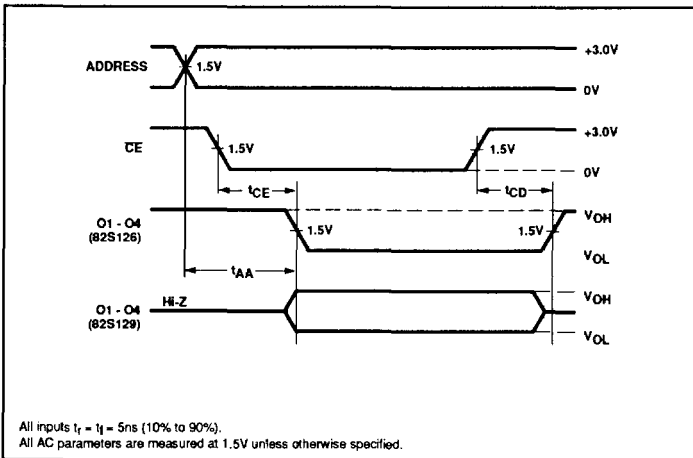 ADDRESS
1.5V
+3.0V
0V
CE
1.5V
1.5V
+3.0V
0V
tCE
tCD
O1 - O4
(82S126)
1.5V
1.5V
VOH
VOL
tAA
O1 - O4
(82S129)
Hi-Z
VOH
VOL
All inputs tr = tf = 5ns (10% to 90%).
All AC parameters are measured at 1.5V unless otherwise specified.